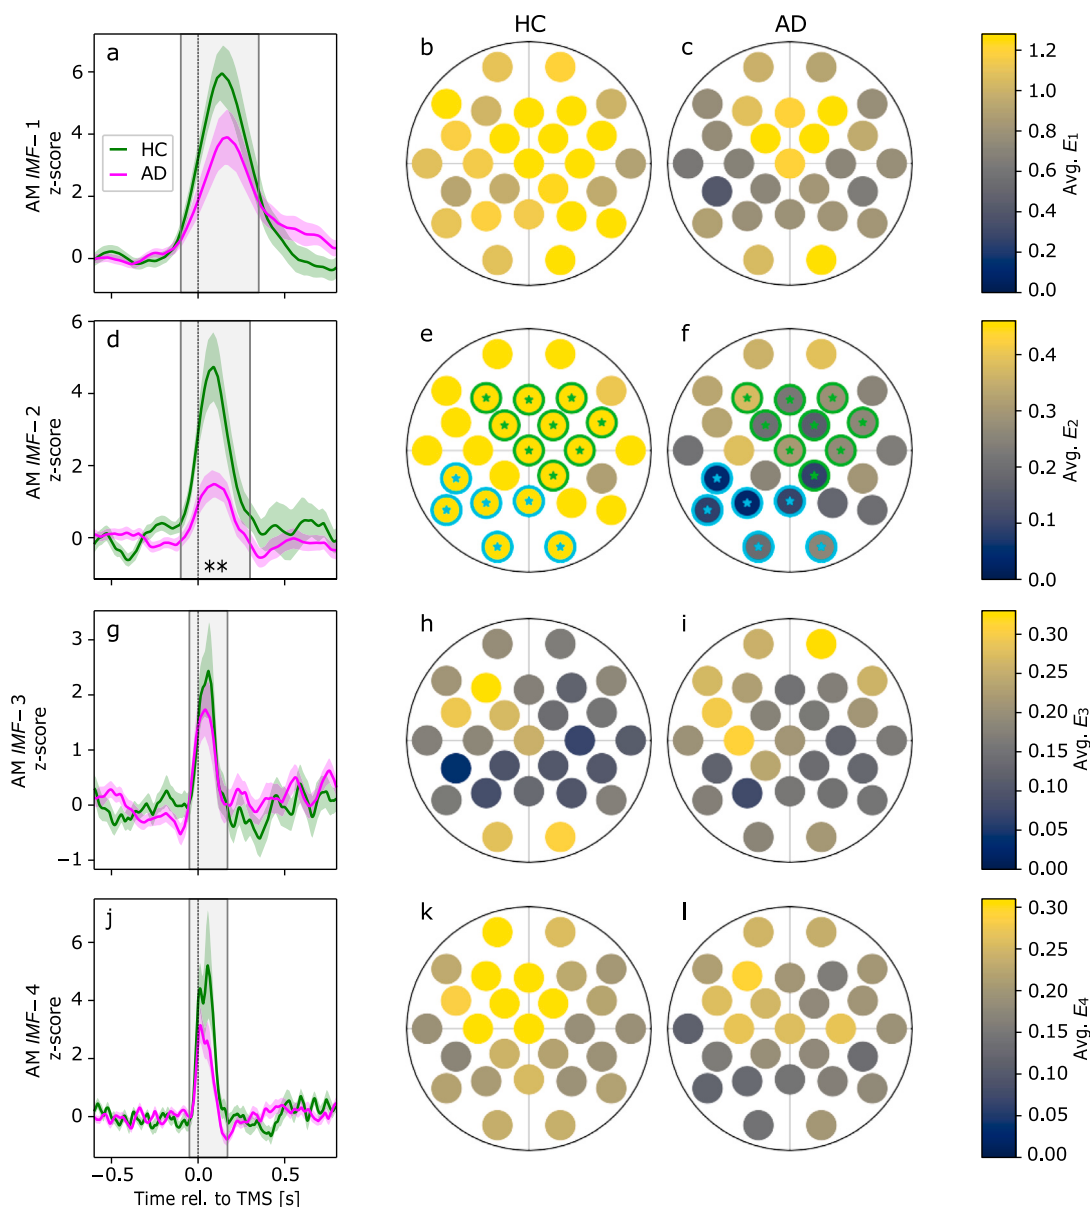 HC
AD
a
AM IMF−1
z-score
6
4
2
0
HC
AD
b
c
1.2
1.0
0.8
0.6
0.4
0.2
0.0
Avg. E1
d
AM IMF−2
z-score
6
4
2
0
**
e
f
0.4
0.3
0.2
0.1
0.0
Avg. E2
g
AM IMF−3
z-score
3
2
1
0
−1
h
i
0.30
0.25
0.20
0.15
0.10
0.05
0.00
Avg. E3
j
AM IMF−4
z-score
6
4
2
0
k
l
0.30
0.25
0.20
0.15
0.10
0.05
0.00
Avg. E4
−0.5 0.0 0.5
Time rel. to TMS [s]